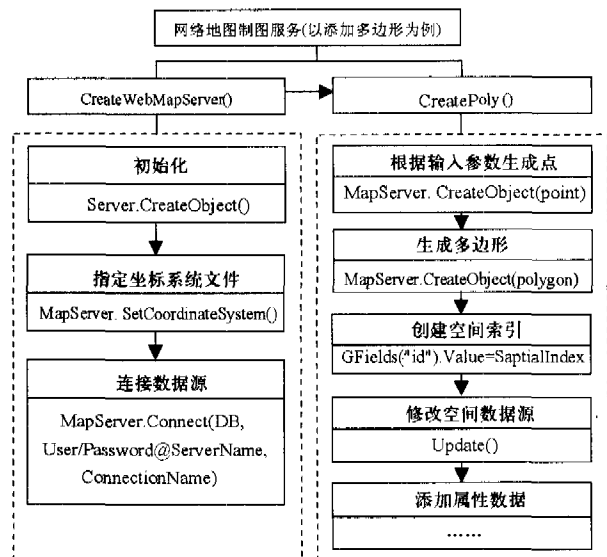 网络地图制图服务(以添加多边形为例)
CreateWebMapServer()
CreatePoly()
初始化
Server.CreateObject()
指定坐标系统文件
MapServer. SetCoordinateSystem()
连接数据源
MapServer.Connect(DB,
User/Password@ServerName,
ConnectionName)
根据输入参数生成点
MapServer. CreateObject(point)
生成多边形
MapServer.CreateObject(polygon)
创建空间索引
GFields("id").Value=SaptialIndex
修改空间数据源
Update()
添加属性数据
……